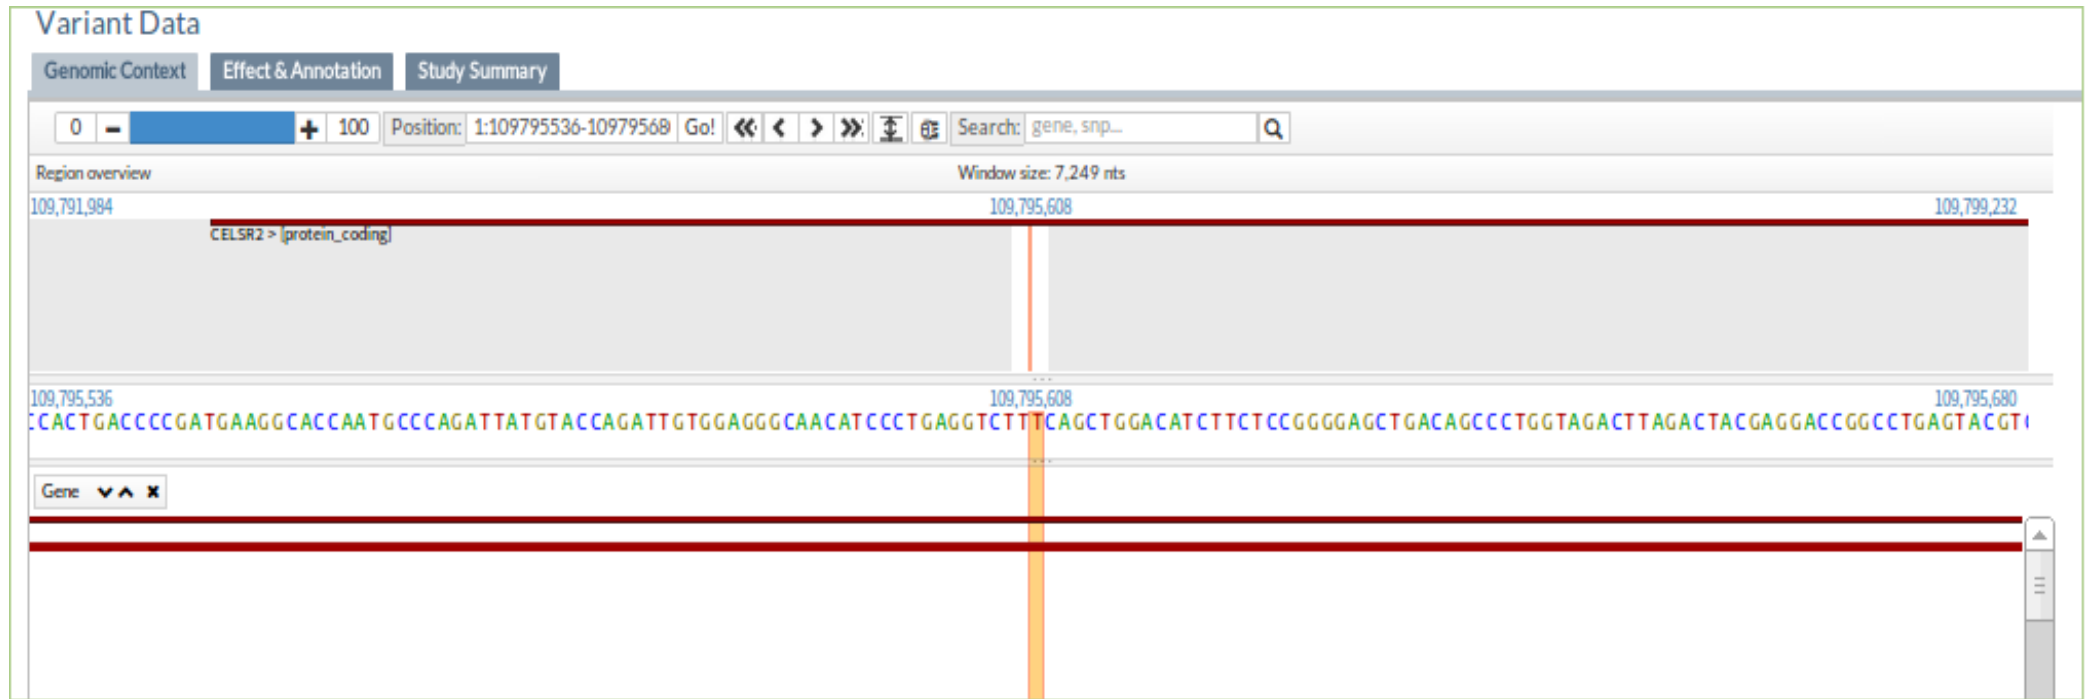 Variant Data
Genomic Context Effect & Annotation Study Summary
0 100 Position: 1:109795536-10979568 Go! Search: gene, snp...
Region overview Window size: 7,249 nts
109,791,984 109,795,608 109,799,232
CELSR2 > [protein_coding]
109,795,536 109,795,608 109,795,680
CCACTGACCCCGATGAAGGCACCAATGCCCAGATTATGTACCAGATTGTGGAGGGCAACATCCCTGAGGTCTTTCAGCTGGACATCTTCTCCGGGGAGCTGACAGCCCTGGTAGACTTAGACTACGAGGACCGGCCTGAGTACGT
Gene